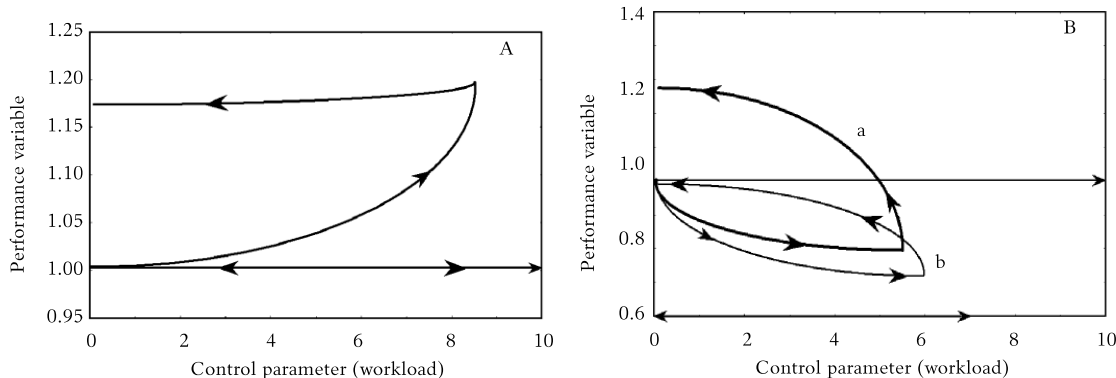 A
1.25
1.20
1.15
1.10
1.05
1.00
0.95
Performance variable
0 2 4 6 8 10
Control parameter (workload)
B
1.4
1.2
1.0
0.8
0.6
Performance variable
a
b
0 2 4 6 8 10
Control parameter (workload)